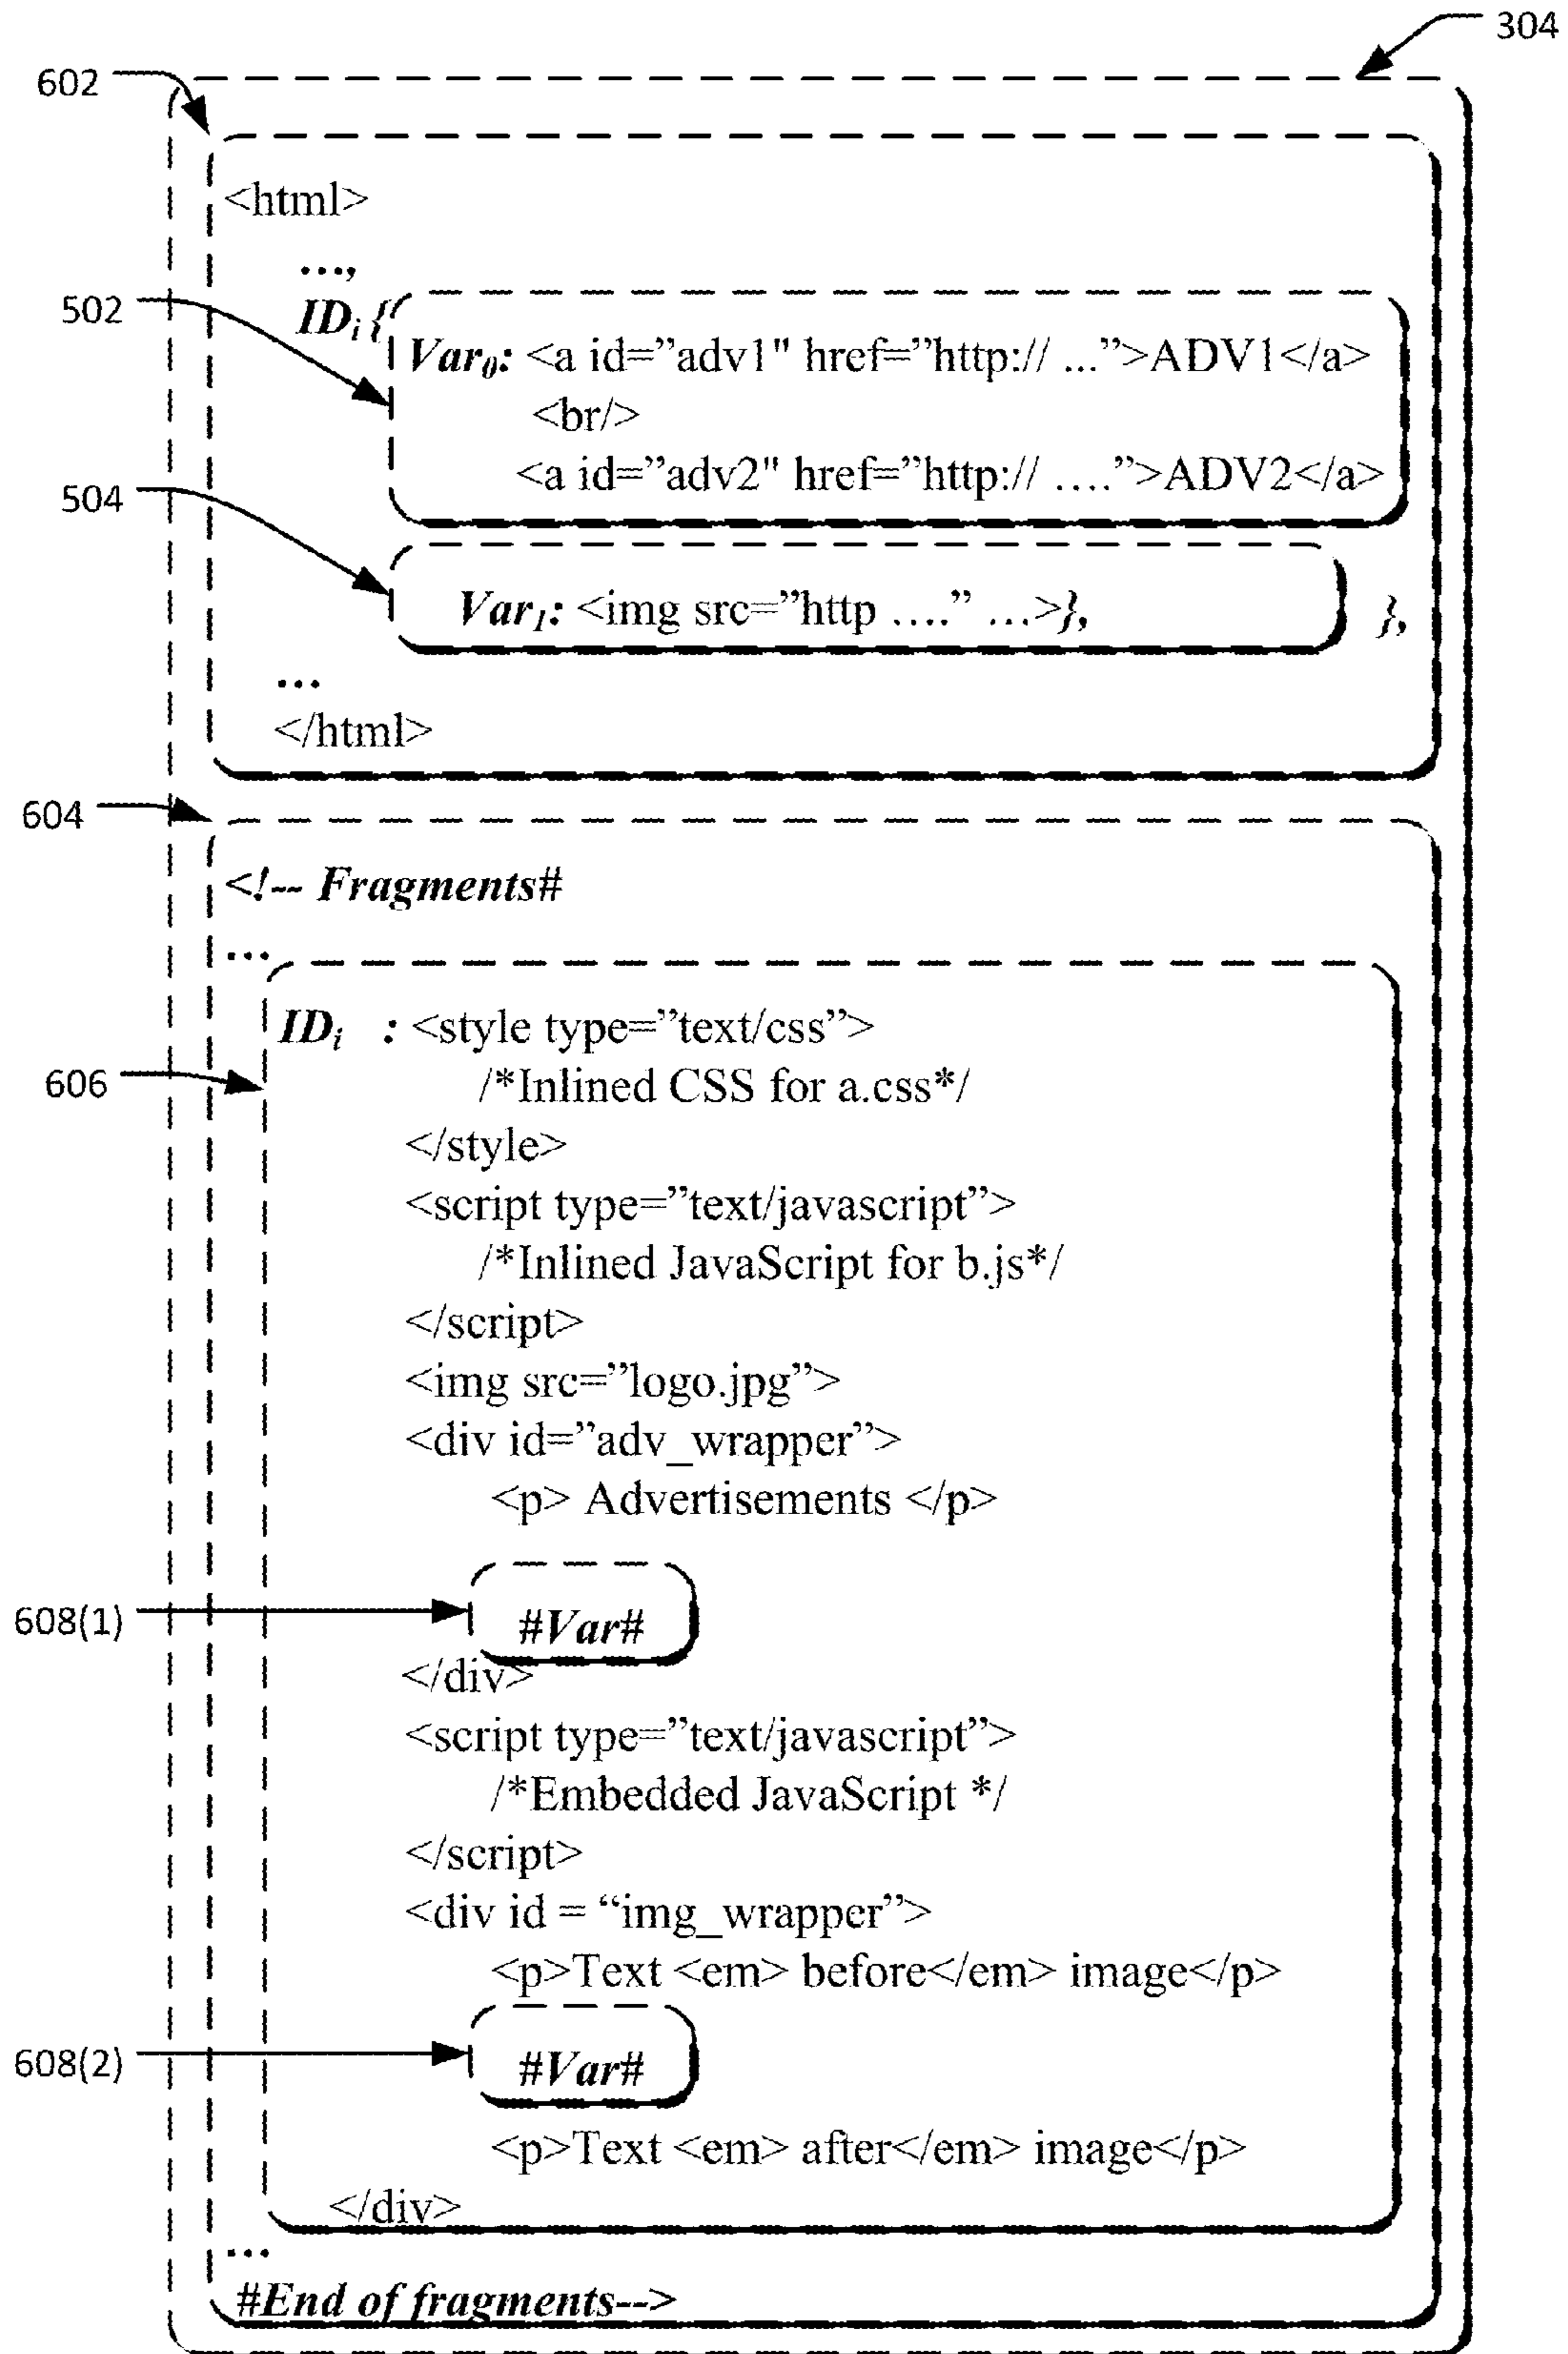 304
602
<html>
...,
502
IDi{
Var0: <a id=”adv1" href=”http:// ...”>ADV1</a>
<br/>
<a id=”adv2" href=”http:// ....”>ADV2</a>
504
Var1: <img src=”http ....” ...>}, },
...
</html>
604
<!-- Fragments#
...
IDi : <style type=”text/css”>
606
/*Inlined CSS for a.css*/
</style>
<script type=”text/javascript”>
/*Inlined JavaScript for b.js*/
</script>
<img src=”logo.jpg”>
<div id=”adv_wrapper”>
<p> Advertisements </p>
608(1)
#Var#
</div>
<script type=”text/javascript”>
/*Embedded JavaScript */
</script>
<div id = “img_wrapper”>
<p>Text <em> before</em> image</p>
608(2)
#Var#
<p>Text <em> after</em> image</p>
</div>
...
#End of fragments-->